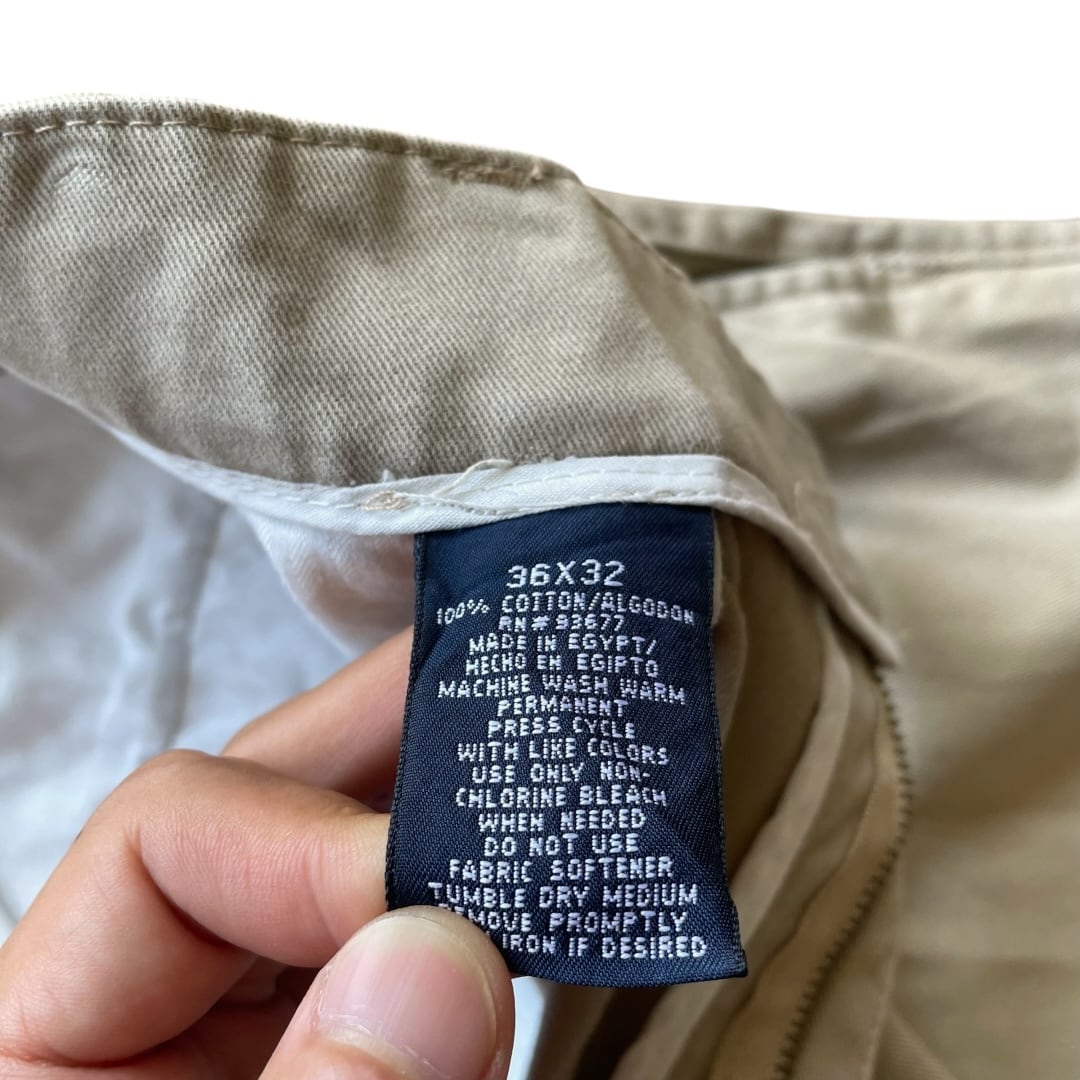 36X32
100% COTTON/ALGODON
RN#93677
MADE IN EGYPT/
HECHO EN EGIPTO
MACHINE WASH WARM
PERMANENT
PRESS CYCLE
WITH LIKE COLORS
USE ONLY NON-
CHLORINE BLEACH
WHEN NEEDED
DO NOT USE
FABRIC SOFTENER
TUMBLE DRY MEDIUM
REMOVE PROMPTLY
IRON IF DESIRED